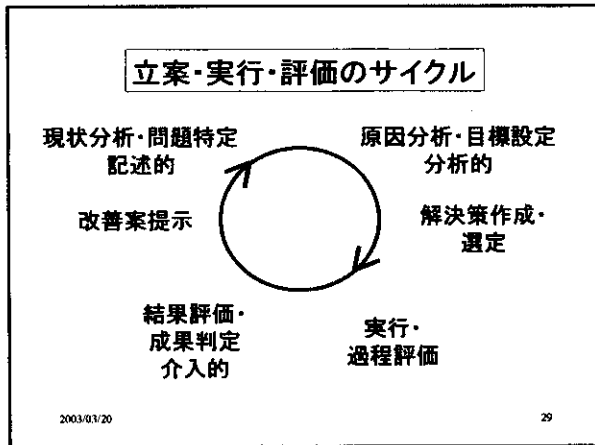 立案・実行・評価のサイクル
現状分析・問題特定
記述的
原因分析・目標設定
分析的
改善案提示
解決策作成・
選定
結果評価・
成果判定
介入的
実行・
過程評価
2003/03/20
29